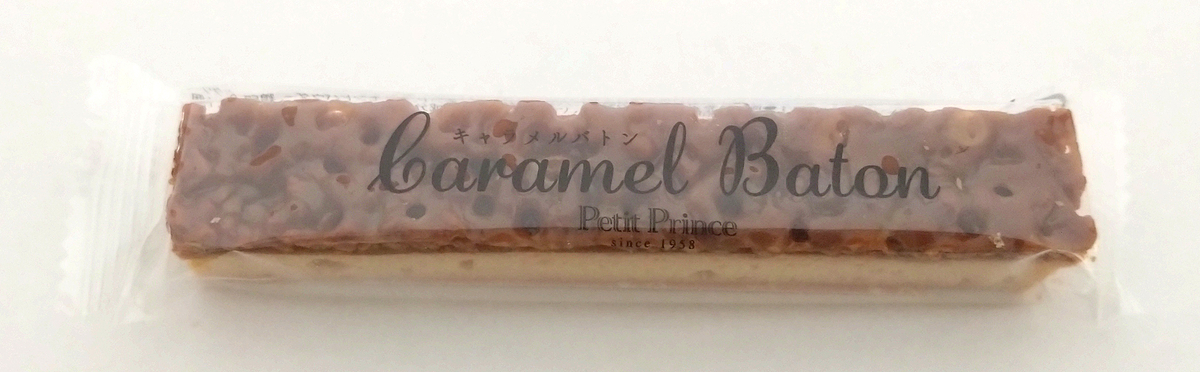 キャラメルバトン
Caramel Baton
Petit Prince
since 1958